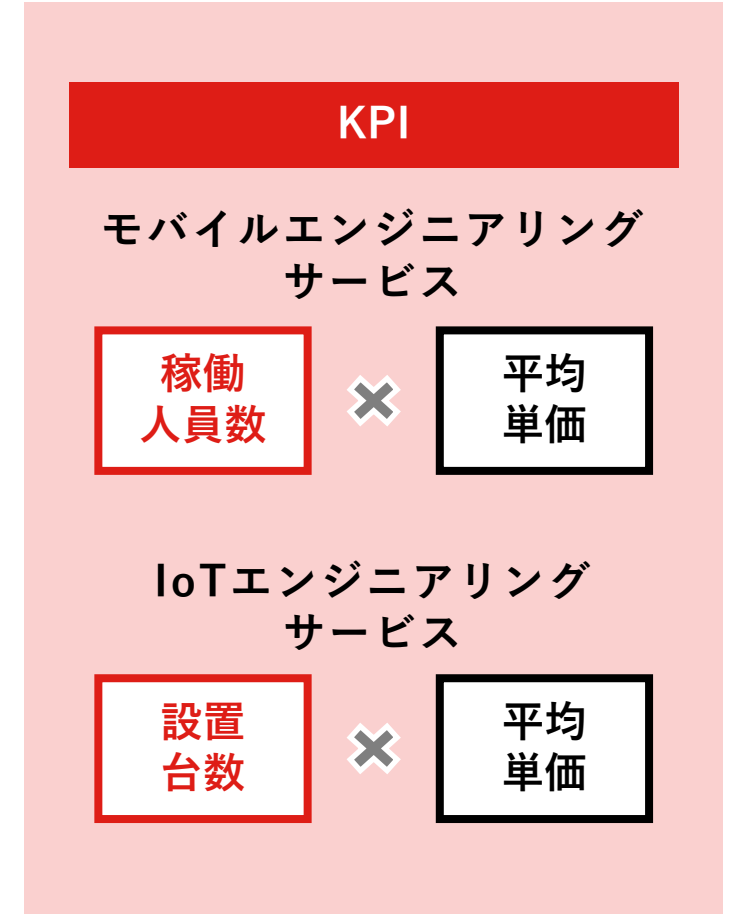 KPI
モバイルエンジニアリング
サービス
稼働
人員数
×
平均
単価
IoTエンジニアリング
サービス
設置
台数
×
平均
単価